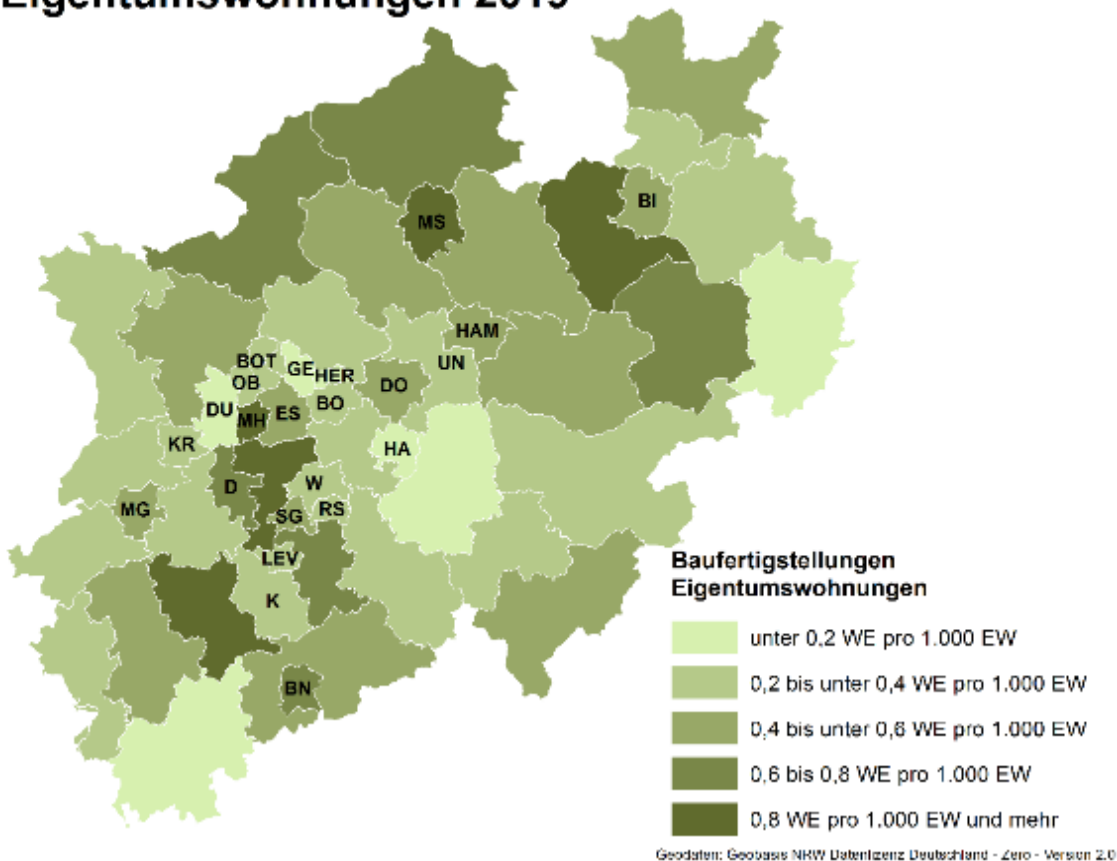 Eigentumswohnungen 2019
MS
BI
HAM
UN
BOT
GE
HER
OB
DO
DU
MH
ES
BO
KR
HA
D
W
MG
SG
RS
LEV
K
BN
Baufertigstellungen
Eigentumswohnungen
unter 0,2 WE pro 1.000 EW
0,2 bis unter 0,4 WE pro 1.000 EW
0,4 bis unter 0,6 WE pro 1.000 EW
0,6 bis 0,8 WE pro 1.000 EW
0,8 WE pro 1.000 EW und mehr
Geodaten: Geobasis NRW Datenlizenz Deutschland - Zero - Version 2.0